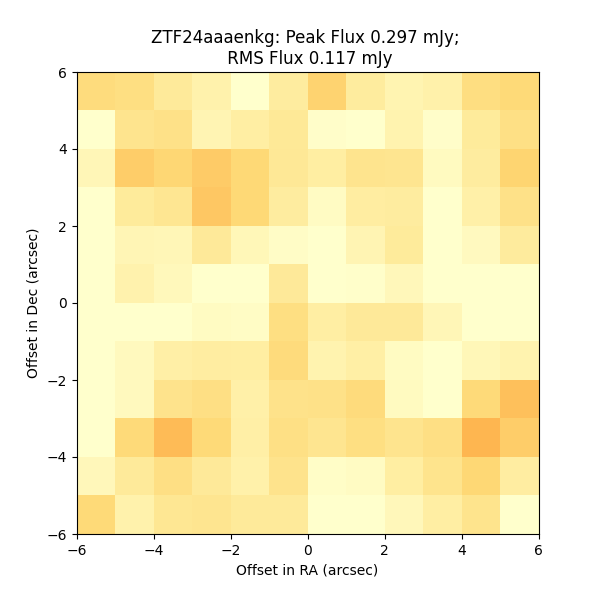 ZTF24aaaenkg: Peak Flux 0.297 mJy;
RMS Flux 0.117 mJy
6
4
2
0
−2
−4
−6
Offset in Dec (arcsec)
−6 −4 −2 0 2 4 6
Offset in RA (arcsec)